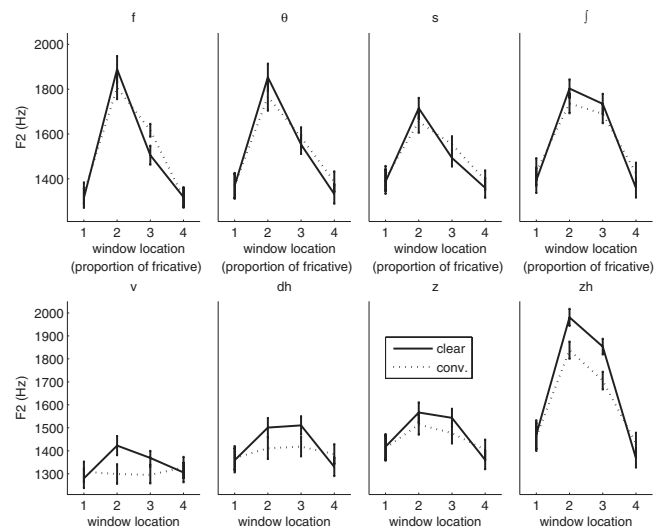 f θ s ʃ
2000
1800
1600
1400
F2 (Hz)
1 2 3 4 1 2 3 4 1 2 3 4 1 2 3 4
window location window location window location window location
(proportion of fricative) (proportion of fricative) (proportion of fricative) (proportion of fricative)
v dh z zh
2000
1900
1800
1700
1600
1500
1400
1300
F2 (Hz)
clear
conv.
1 2 3 4 1 2 3 4 1 2 3 4 1 2 3 4
window location window location window location window location